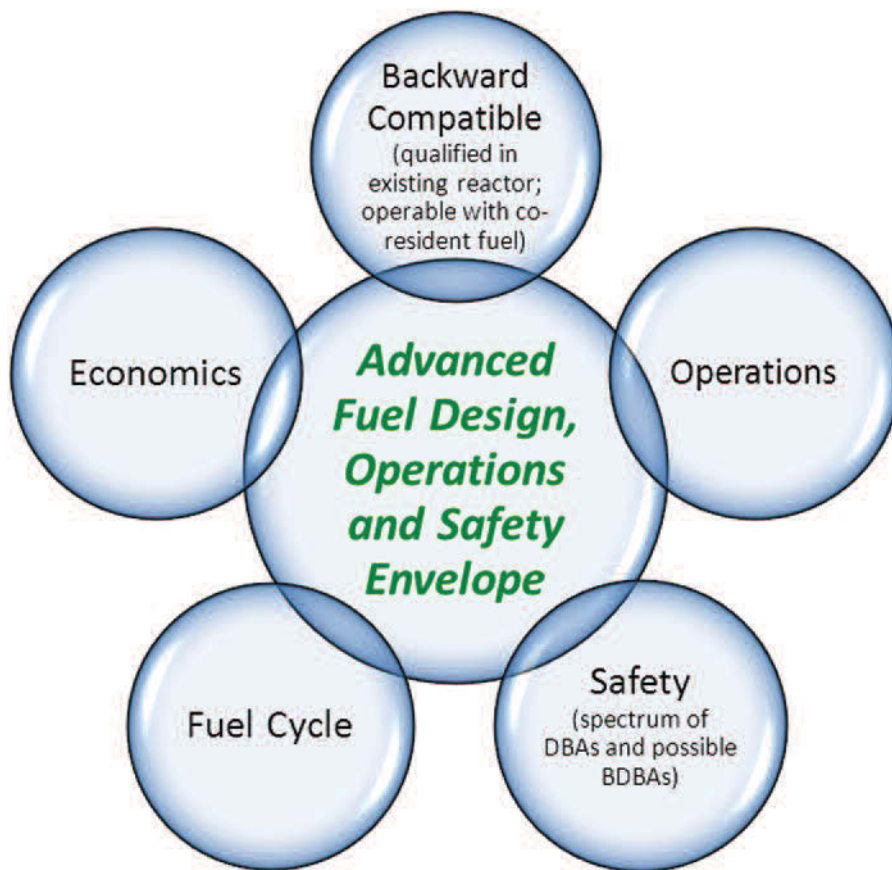 Backward
Compatible
(qualified in
existing reactor;
operable with co-
resident fuel)
Economics
Advanced
Fuel Design,
Operations
and Safety
Envelope
Operations
Fuel Cycle
Safety
(spectrum of
DBAs and possible
BDBAs)